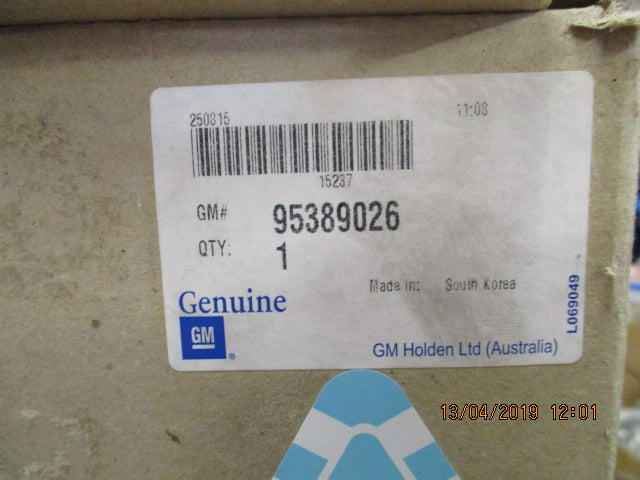 250815 11:08
15237
GM# 95389026
QTY: 1
Made in: South Korea
Genuine
GM ®
GM Holden Ltd (Australia)
L069049
13/04/2019 12:01